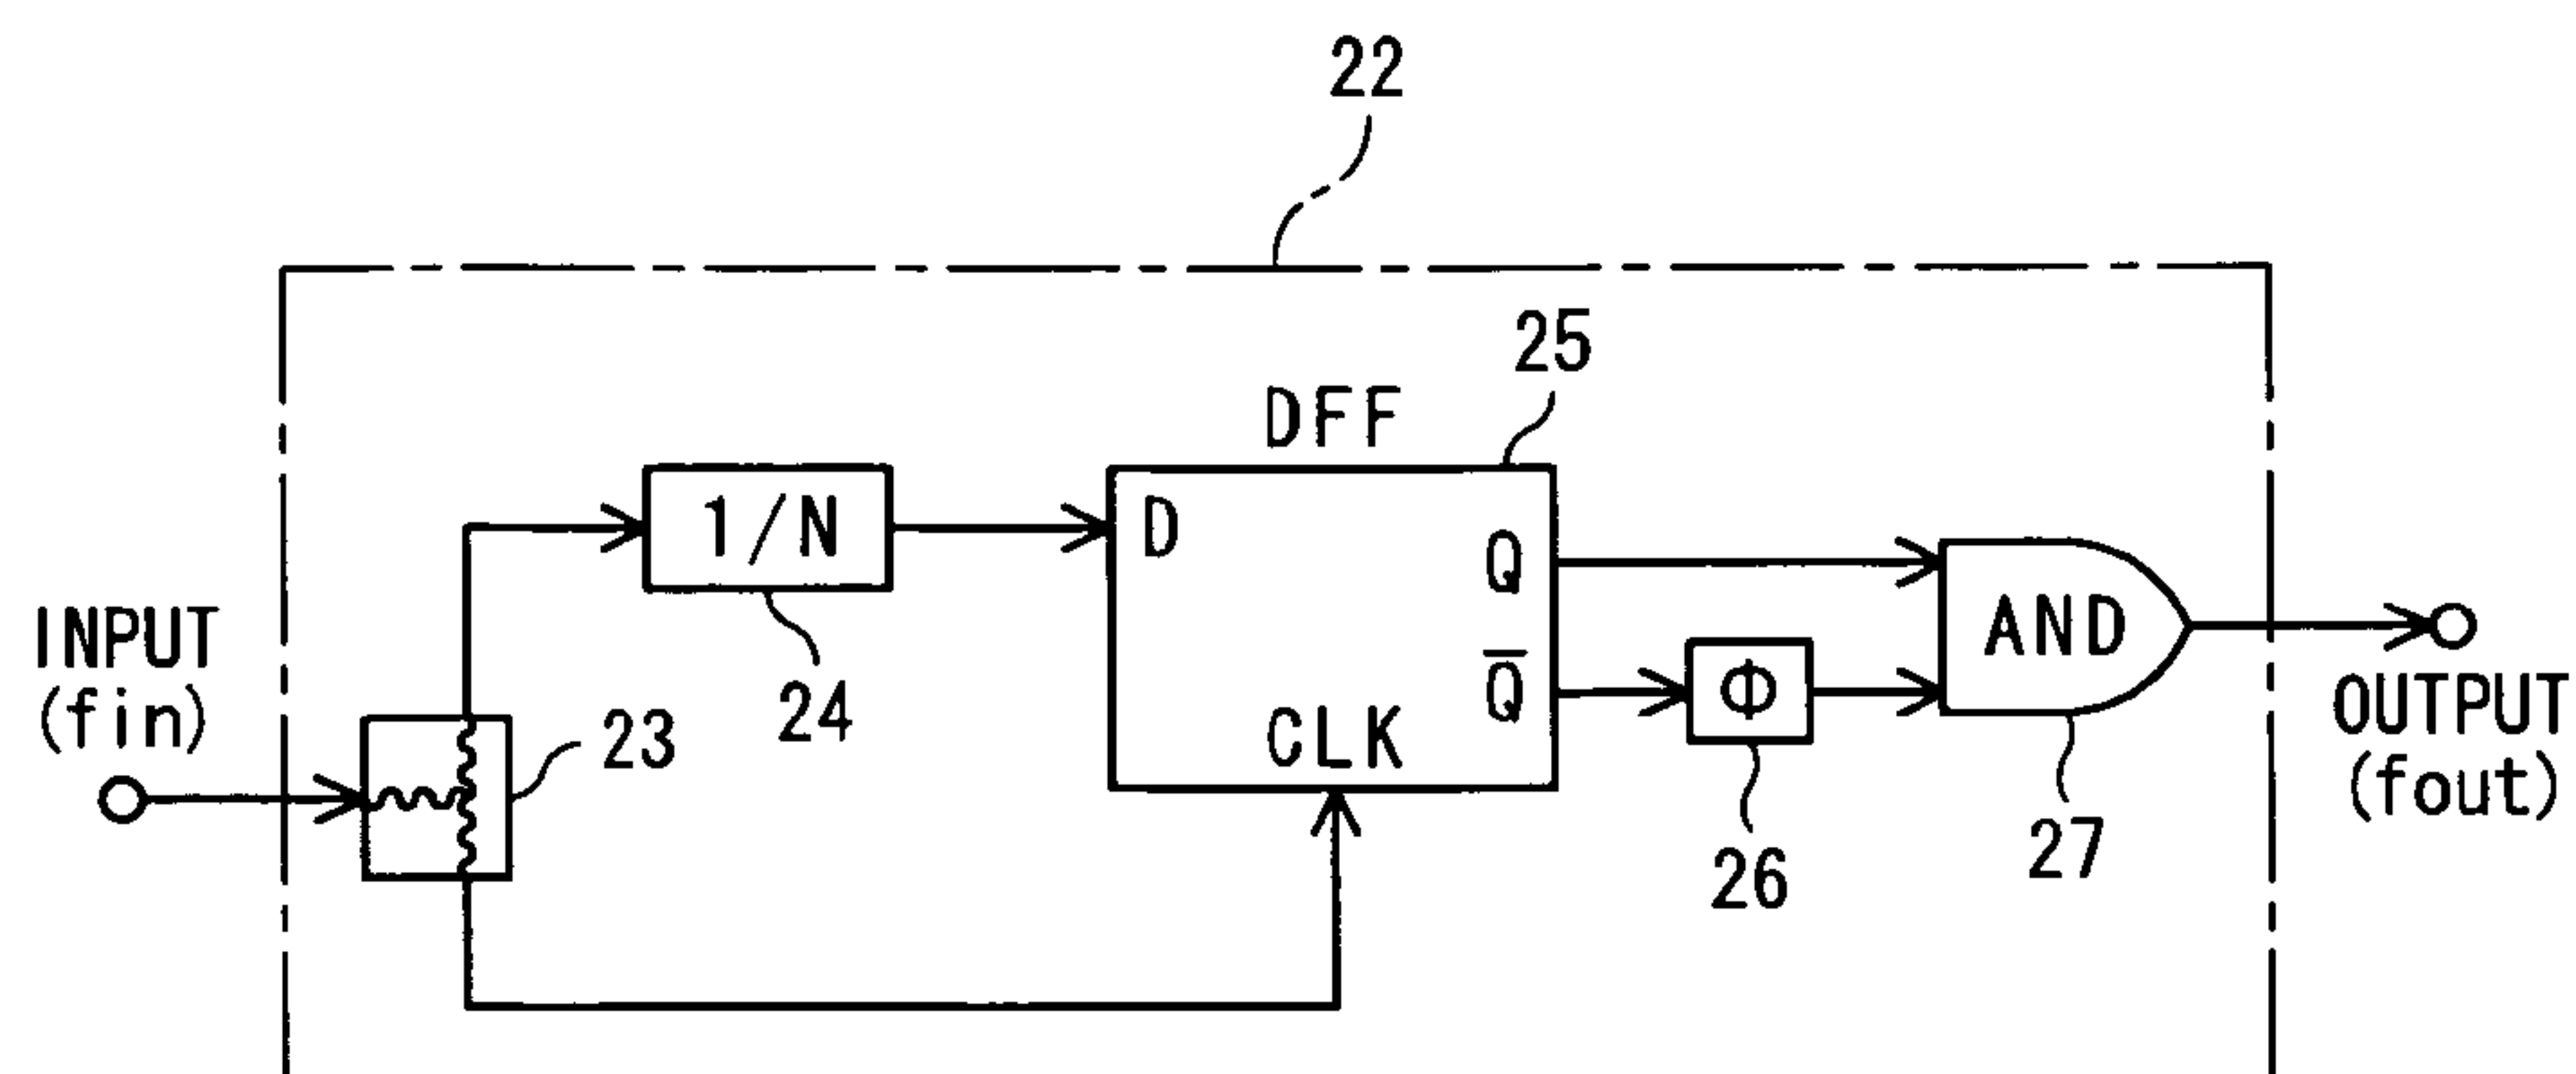 22
25
DFF
1/N
D
Q
AND
INPUT
(fin)
24
23
Q̅
Φ
CLK
OUTPUT
(fout)
26
27